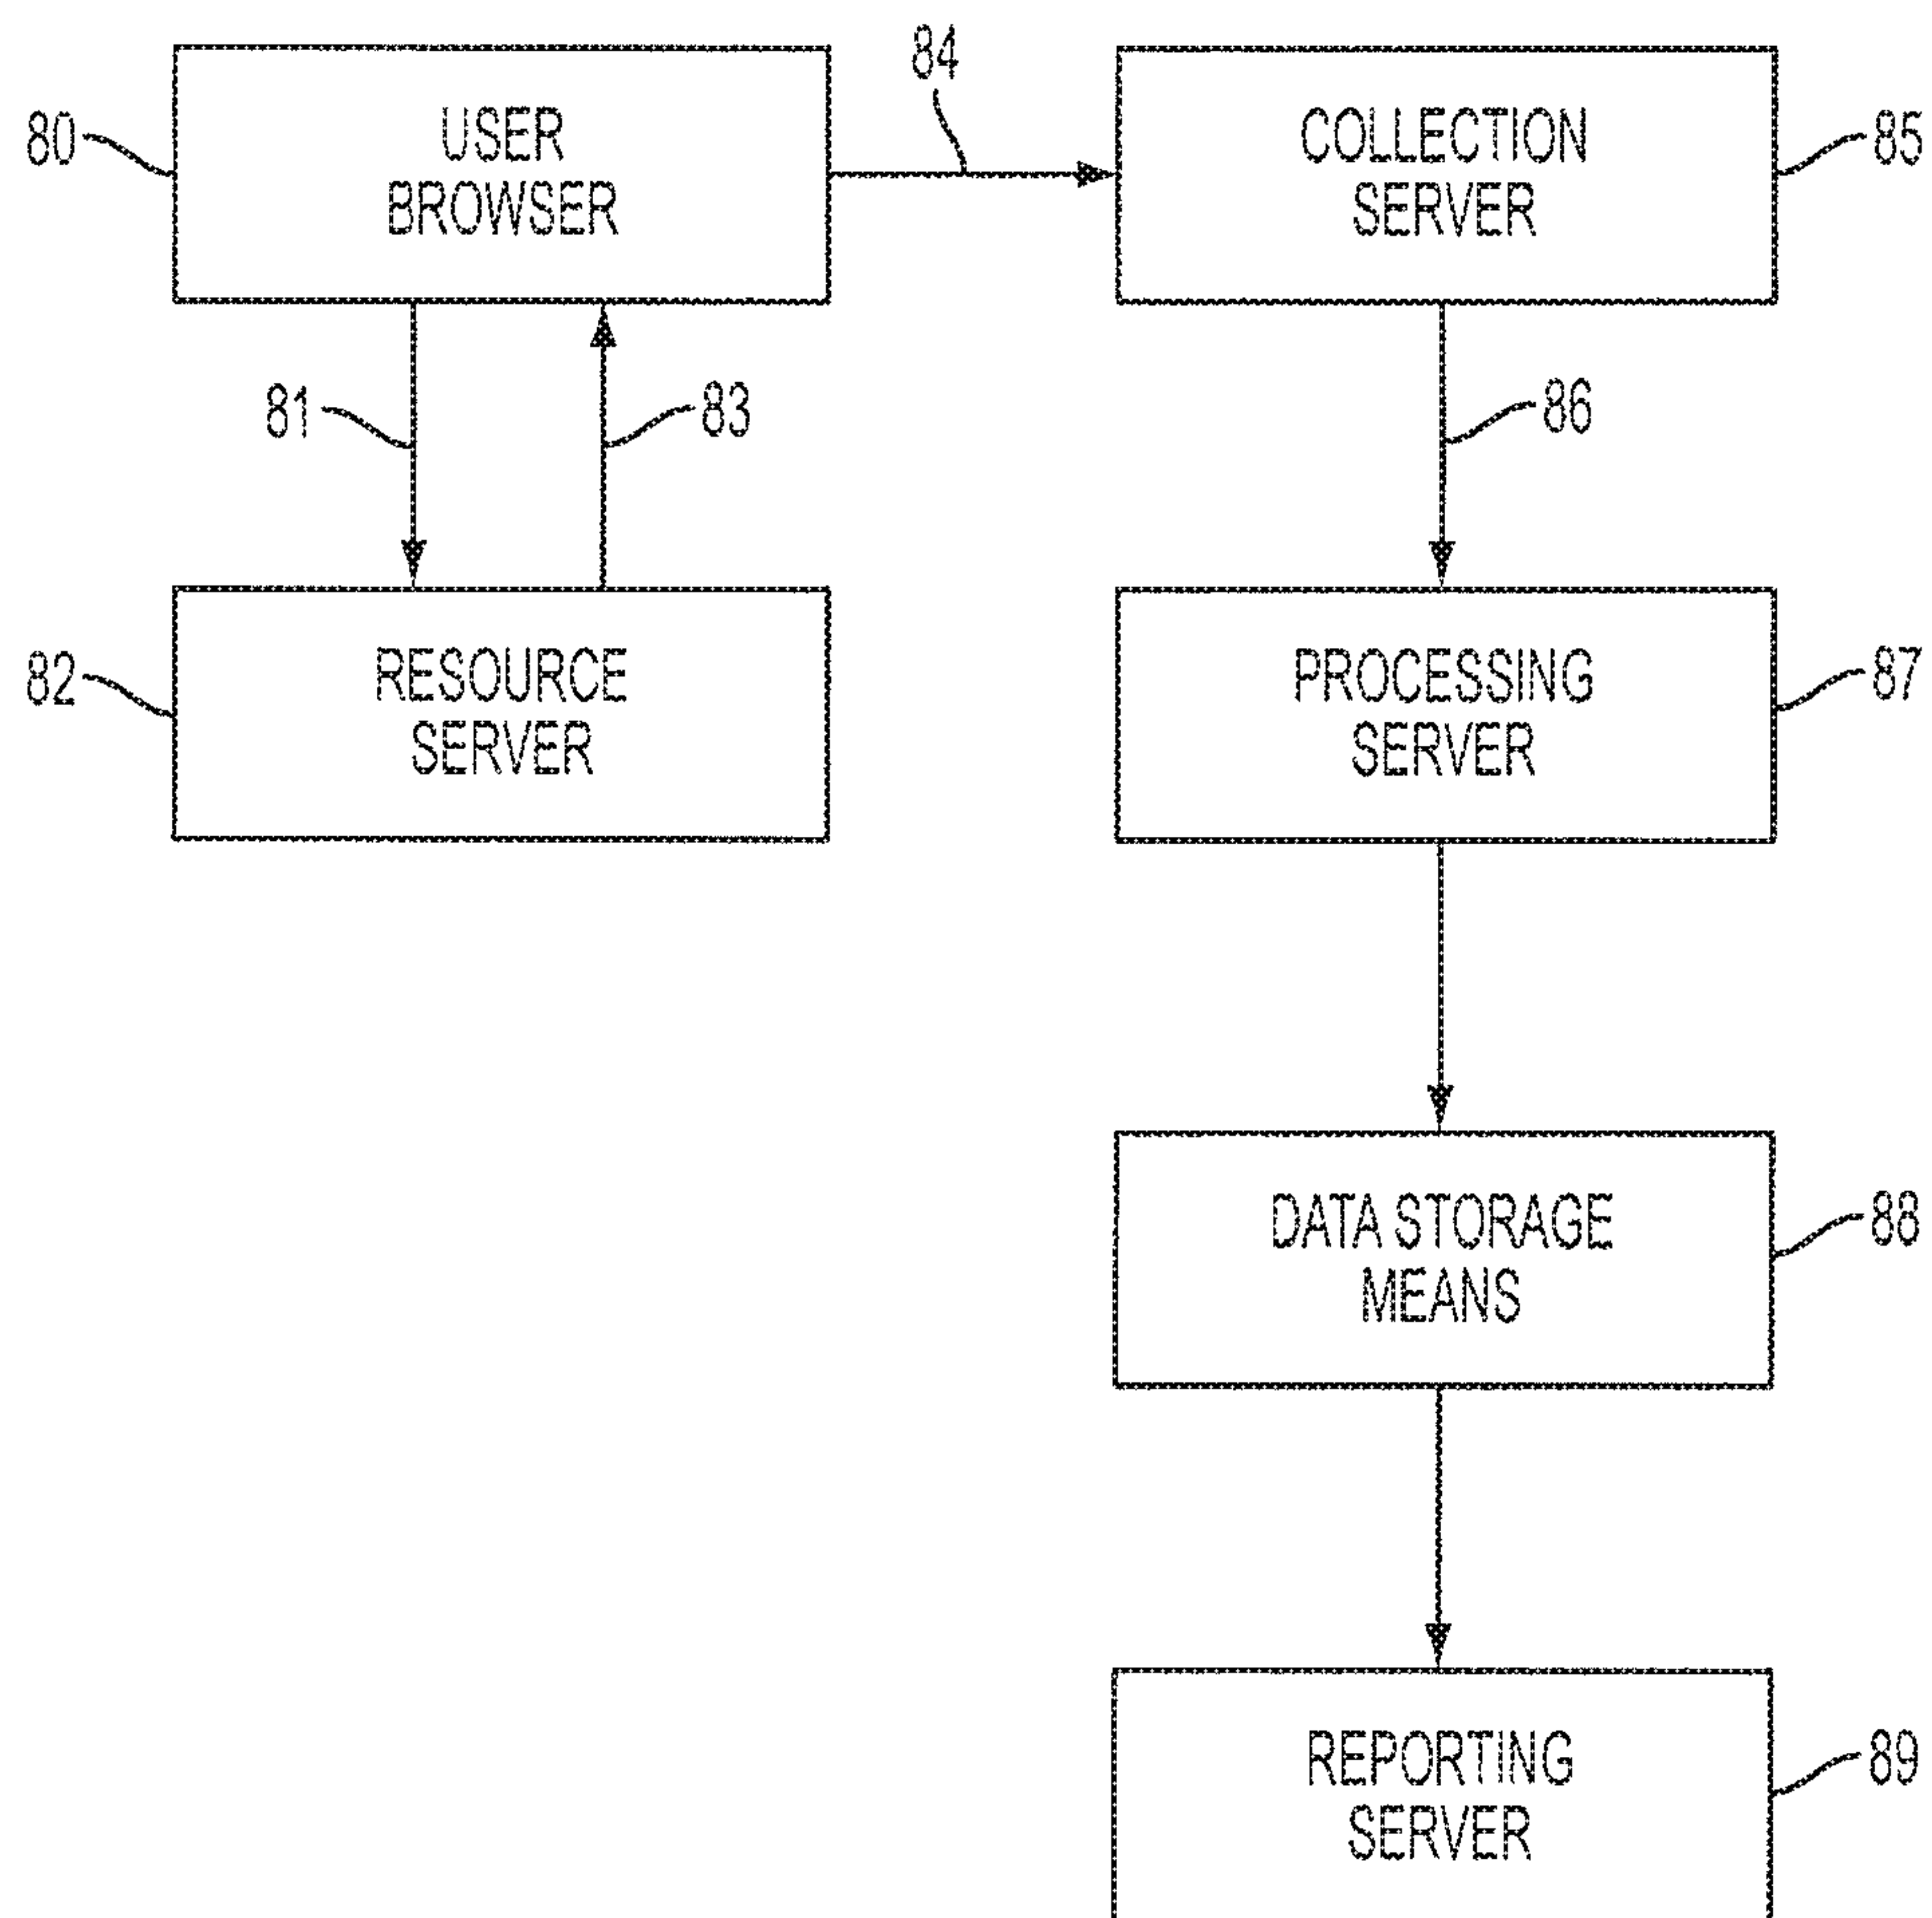 84
80
USER
BROWSER
COLLECTION
SERVER
85
81
83
86
82
RESOURCE
SERVER
PROCESSING
SERVER
87
DATA STORAGE
MEANS
88
REPORTING
SERVER
89